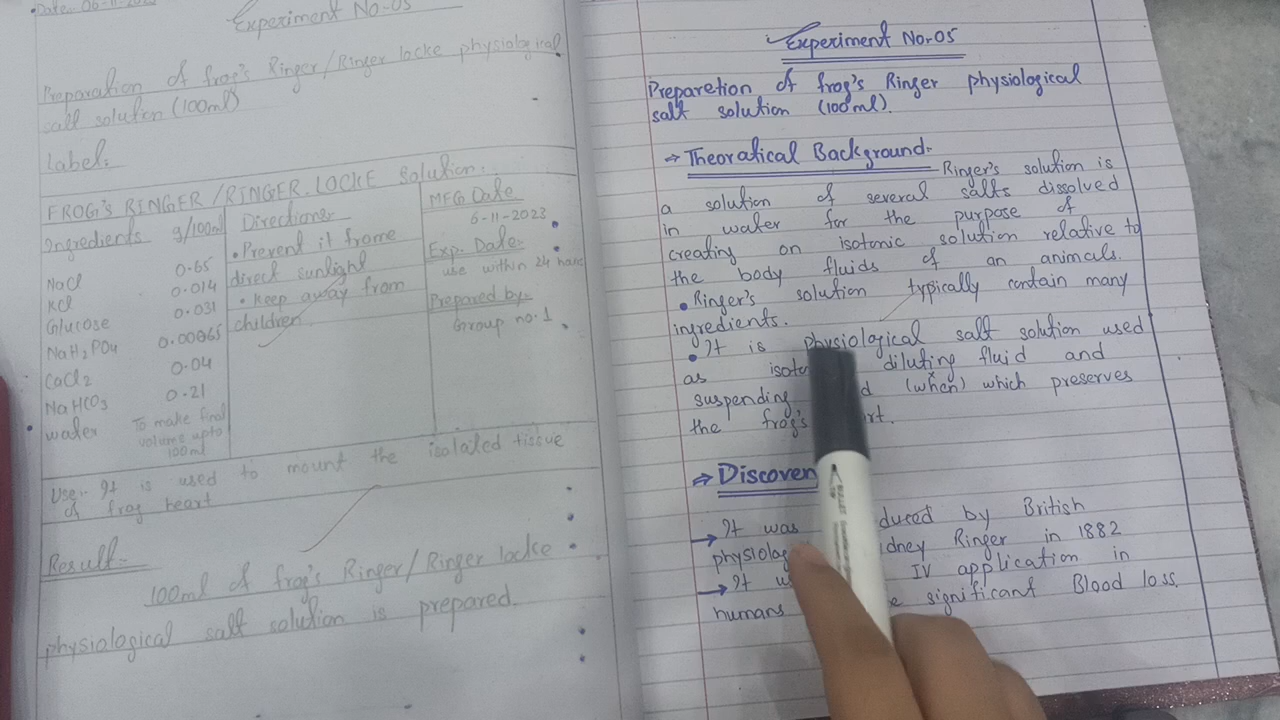 Date:- 06-11-20
Experiment No-05
Preparation of frog's Ringer/Ringer locke physiological
salt solution (100ml)
Label:
FROG'S RINGER/RINGER LOCKE Solution.
Ingredients g/100ml
NaCl 0.65
KCl 0.014
Glucose 0.031
NaH2PO4 0.00065
CaCl2 0.04
NaHCO3 0.21
water To make final
volume upto
100ml
Directions
• Prevent it frome
direct sunlight
• keep away from
children
MFG Date
6-11-2023
Exp. Date:-
use within 24 hours
Prepared by:-
Group no.1
Use:- It is used to mount the isolated tissue
of frog heart
Result:-
100ml of frog's Ringer/Ringer locke
physiological salt solution is prepared.
Experiment No-05
Preparetion of frog's Ringer physiological
salt solution (100ml).
→ Theoratical Background:-
Ringer's solution is
a solution of several salts dissolved
in water for the purpose of
creating on isotonic solution relative to
the body fluids of an animals.
• Ringer's solution typically contain many
ingredients.
• It is physiological salt solution used
as diluting fluid and
suspending (when) which preserves
the frog's
→ Discover
→ It was by British
Ringer in 1882
→ It IV application in
humans significant Blood loss.